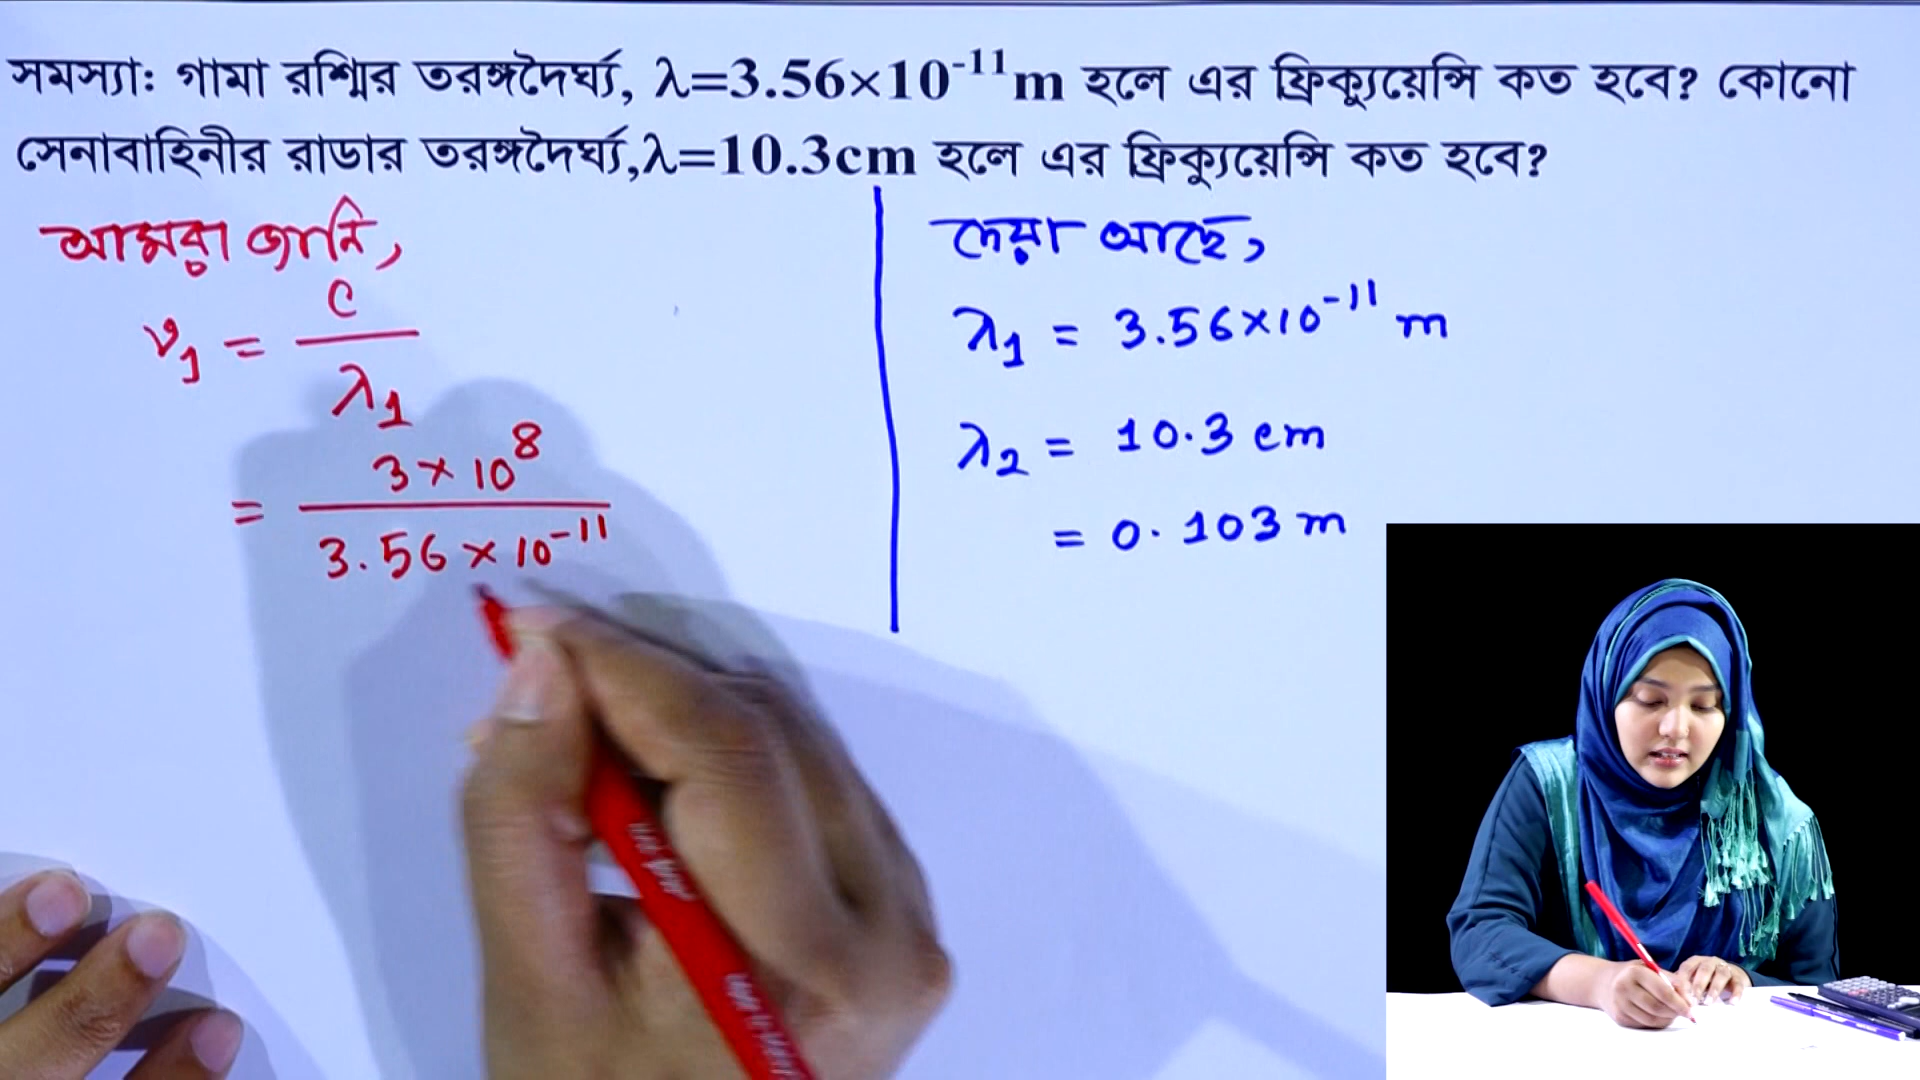 সমস্যাঃ গামা রশ্মির তরঙ্গদৈর্ঘ্য, λ=3.56×10⁻¹¹m হলে এর ফ্রিক্যুয়েন্সি কত হবে? কোনো
সেনাবাহিনীর রাডার তরঙ্গদৈর্ঘ্য,λ=10.3cm হলে এর ফ্রিক্যুয়েন্সি কত হবে?
আমরা জানি,
ν₁ = c / λ₁
= 3 × 10⁸ / 3.56 × 10⁻¹¹
দেয়া আছে,
λ₁ = 3.56×10⁻¹¹ m
λ₂ = 10.3 cm
= 0.103 m